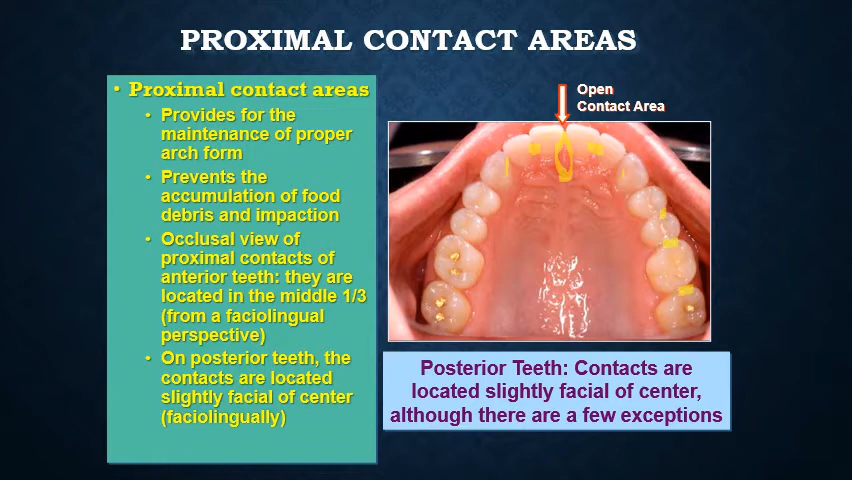 PROXIMAL CONTACT AREAS
• Proximal contact areas
• Provides for the
maintenance of proper
arch form
• Prevents the
accumulation of food
debris and impaction
• Occlusal view of
proximal contacts of
anterior teeth: they are
located in the middle 1/3
(from a faciolingual
perspective)
• On posterior teeth, the
contacts are located
slightly facial of center
(faciolingually)
Open
Contact Area
Posterior Teeth: Contacts are
located slightly facial of center,
although there are a few exceptions